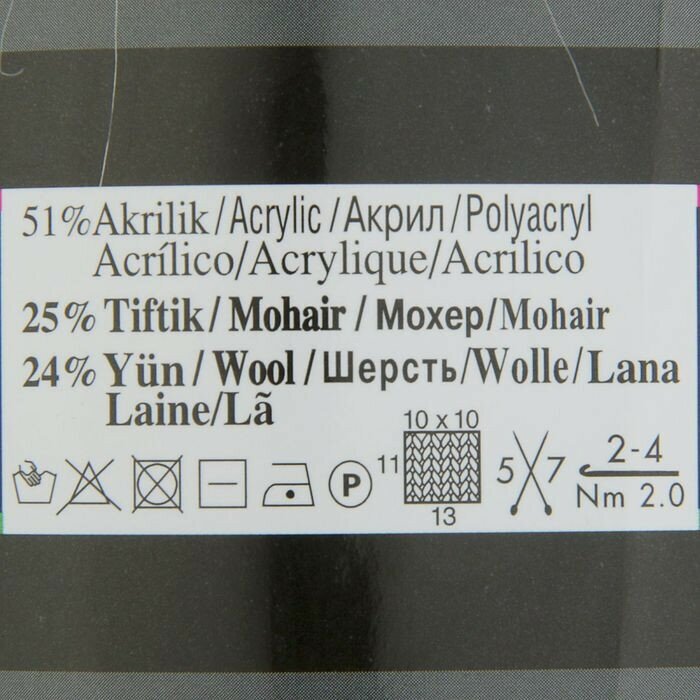 51% Akrilik / Acrylic / Акрил / Polyacryl
Acrílico/Acrylique/Acrílico
25% Tiftik / Mohair / Мохер/Mohair
24% Yün / Wool / Шерсть/Wolle/Lana
Laine/Lã
10 x 10
11
13
P
5 7
2-4
Nm 2.0